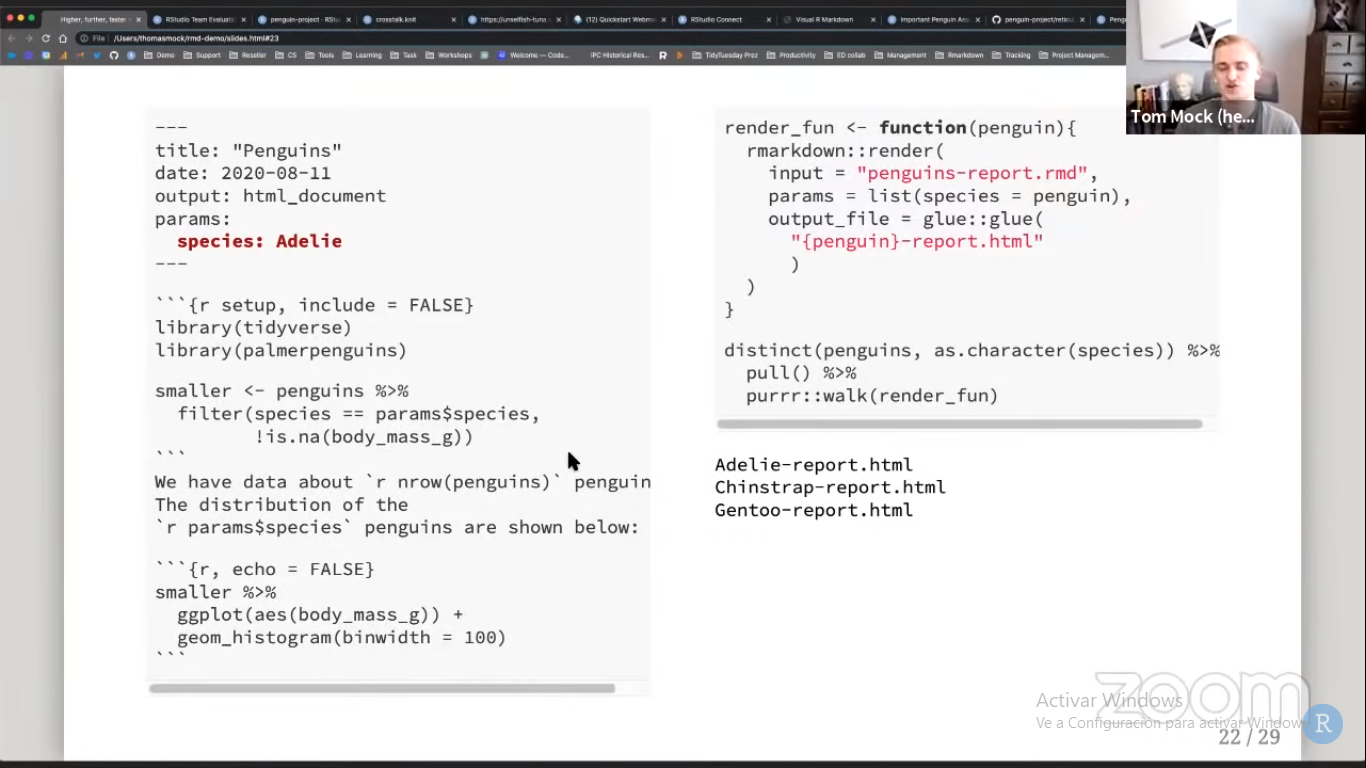 Higher, further, faster
RStudio Team Evaluat
penguin-project - RSt
crosstalk.knit
https://unselfish-tuna.
(12) Quickstart Webm
RStudio Connect
Visual R Markdown
Important Penguin An
penguin-project/retic
Peng
File | /Users/thomasmock/rmd-demo/slides.html#23
Demo Support Reseller CS Tools Learning Task Workshops Welcome — Code... IPC Historical Res... TidyTuesday Prez Productivity ED collab Management Rmarkdown Tracking Project Managem...
Tom Mock (he...
---
title: "Penguins"
date: 2020-08-11
output: html_document
params:
  species: Adelie
---
```{r setup, include = FALSE}
library(tidyverse)
library(palmerpenguins)
smaller <- penguins %>%
  filter(species == params$species,
         !is.na(body_mass_g))
```
We have data about `r nrow(penguins)` penguin
The distribution of the
`r params$species` penguins are shown below:
```{r, echo = FALSE}
smaller %>%
  ggplot(aes(body_mass_g)) +
  geom_histogram(binwidth = 100)
```
render_fun <- function(penguin){
  rmarkdown::render(
    input = "penguins-report.rmd",
    params = list(species = penguin),
    output_file = glue::glue(
      "{penguin}-report.html"
      )
  )
}
distinct(penguins, as.character(species)) %>%
  pull() %>%
  purrr::walk(render_fun)
Adelie-report.html
Chinstrap-report.html
Gentoo-report.html
zoom
Activar Windows
Ve a Configuración para activar Window
R
22 / 29